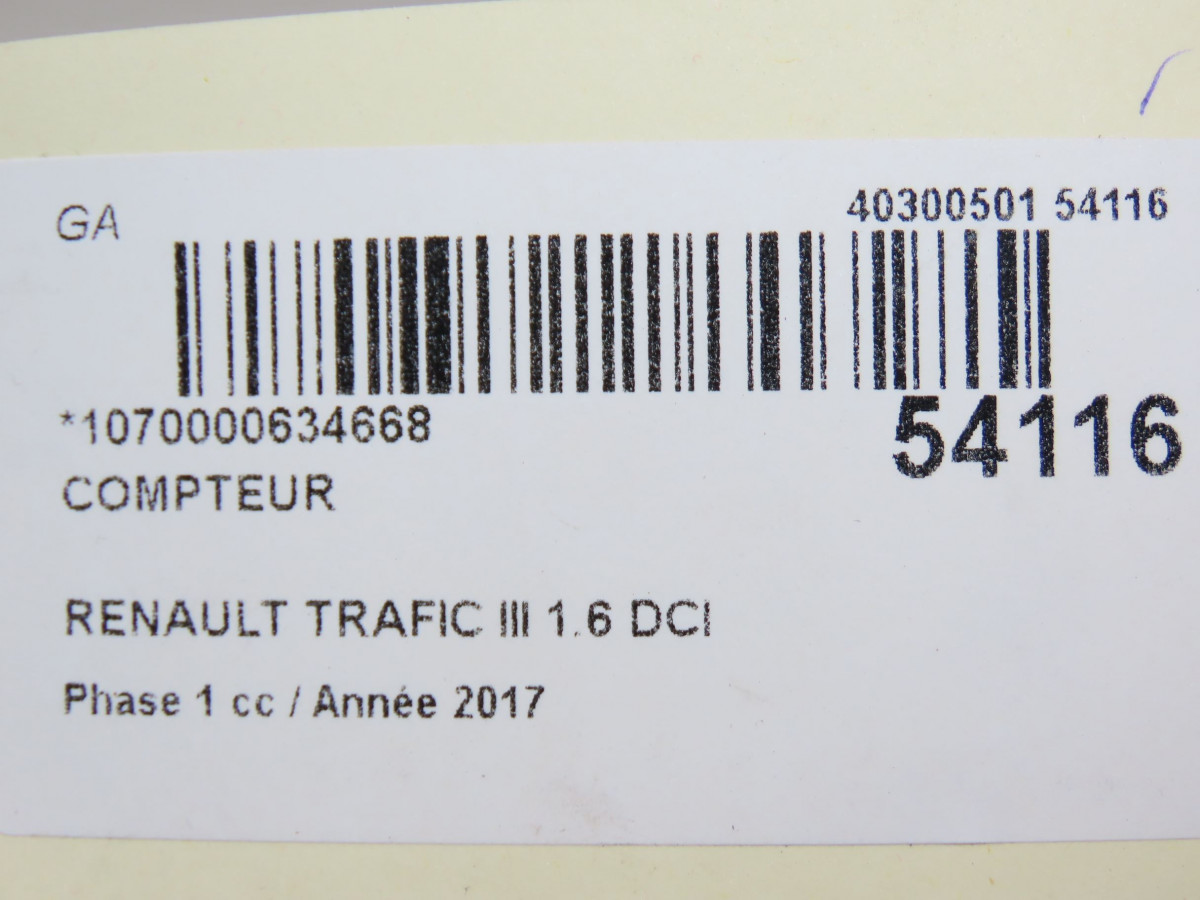 GA
40300501 54116
*1070000634668
54116
COMPTEUR
RENAULT TRAFIC III 1.6 DCI
Phase 1 cc / Année 2017